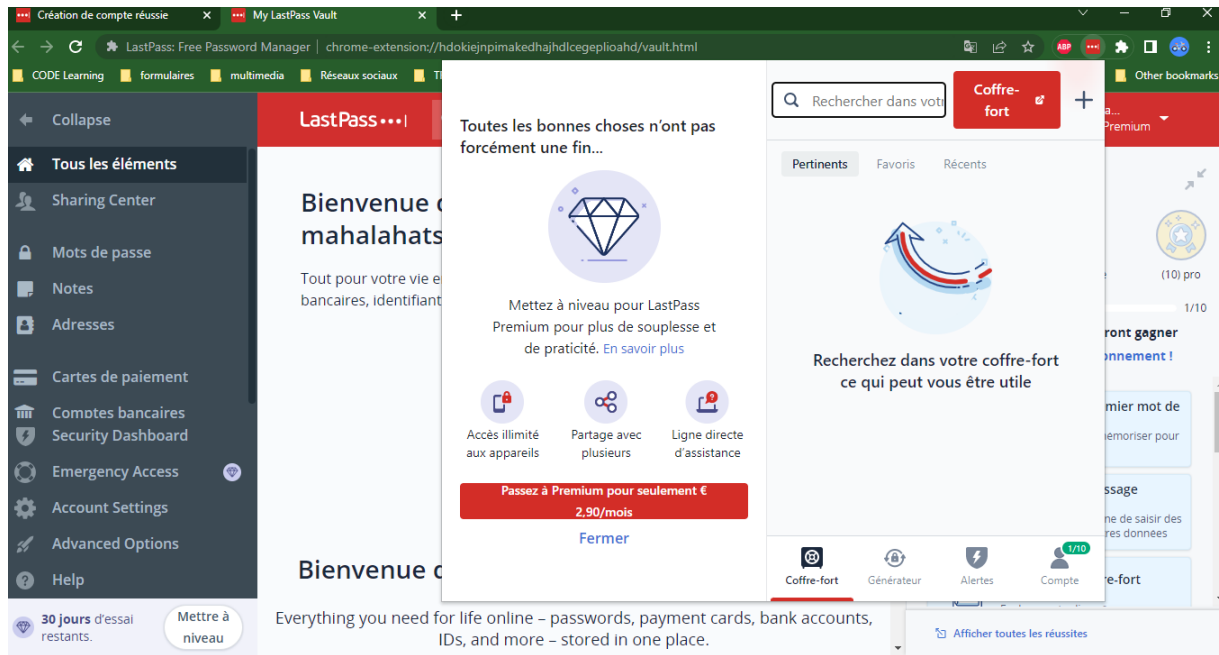 Création de compte réussie
My LastPass Vault
LastPass: Free Password Manager | chrome-extension://hdokiejnpimakedhajhdlcegeplioahd/vault.html
ABP
CODE Learning
formulaires
multimedia
Réseaux sociaux
Other bookmarks
Collapse
Tous les éléments
Sharing Center
Mots de passe
Notes
Adresses
Cartes de paiement
Comptes bancaires
Security Dashboard
Emergency Access
Account Settings
Advanced Options
Help
30 jours d'essai
restants.
Mettre à
niveau
LastPass
Bienvenue
mahalahats
Tout pour votre vie e
bancaires, identifiant
Bienvenue
Everything you need for life online – passwords, payment cards, bank accounts,
IDs, and more – stored in one place.
Toutes les bonnes choses n'ont pas
forcément une fin...
Mettez à niveau pour LastPass
Premium pour plus de souplesse et
de praticité. En savoir plus
Accès illimité
aux appareils
Partage avec
plusieurs
Ligne directe
d'assistance
Passez à Premium pour seulement €
2,90/mois
Fermer
Rechercher dans votr
Coffre-
fort
Pertinents
Favoris
Récents
Recherchez dans votre coffre-fort
ce qui peut vous être utile
Coffre-fort
Générateur
Alertes
1/10
Compte
a...
Premium
(10) pro
1/10
ront gagner
onnement !
mier mot de
émoriser pour
ssage
ne de saisir des
res données
e-fort
Afficher toutes les réussites